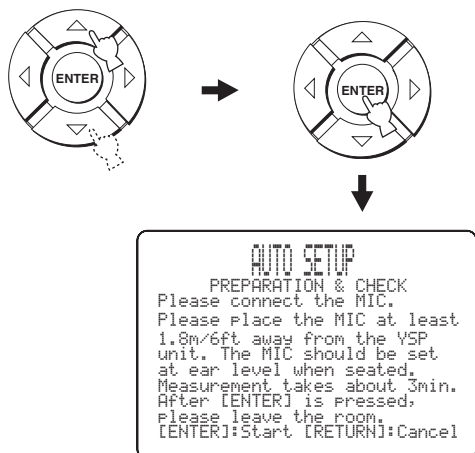 ENTER
ENTER
AUTO SETUP
PREPARATION & CHECK
Please connect the MIC.
Please place the MIC at least
1.8m/6ft away from the YSP
unit. The MIC should be set
at ear level when seated.
Measurement takes about 3min.
After [ENTER] is pressed,
please leave the room.
[ENTER]:Start [RETURN]:Cancel